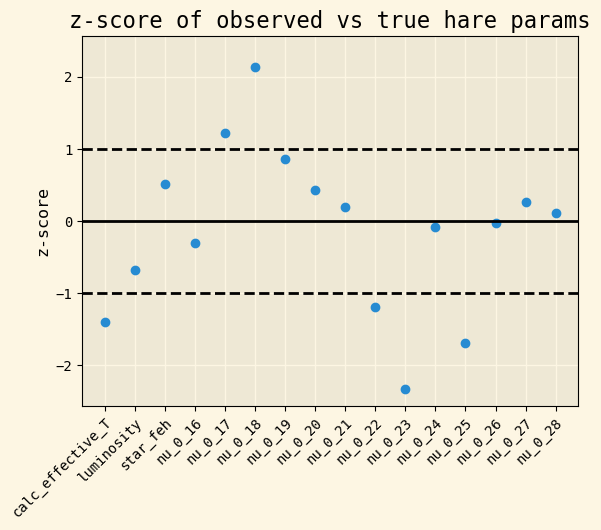 z-score of observed vs true hare params
z-score
2
1
0
−1
−2
calc_effective_T
luminosity
star_feh
nu_0_16
nu_0_17
nu_0_18
nu_0_19
nu_0_20
nu_0_21
nu_0_22
nu_0_23
nu_0_24
nu_0_25
nu_0_26
nu_0_27
nu_0_28